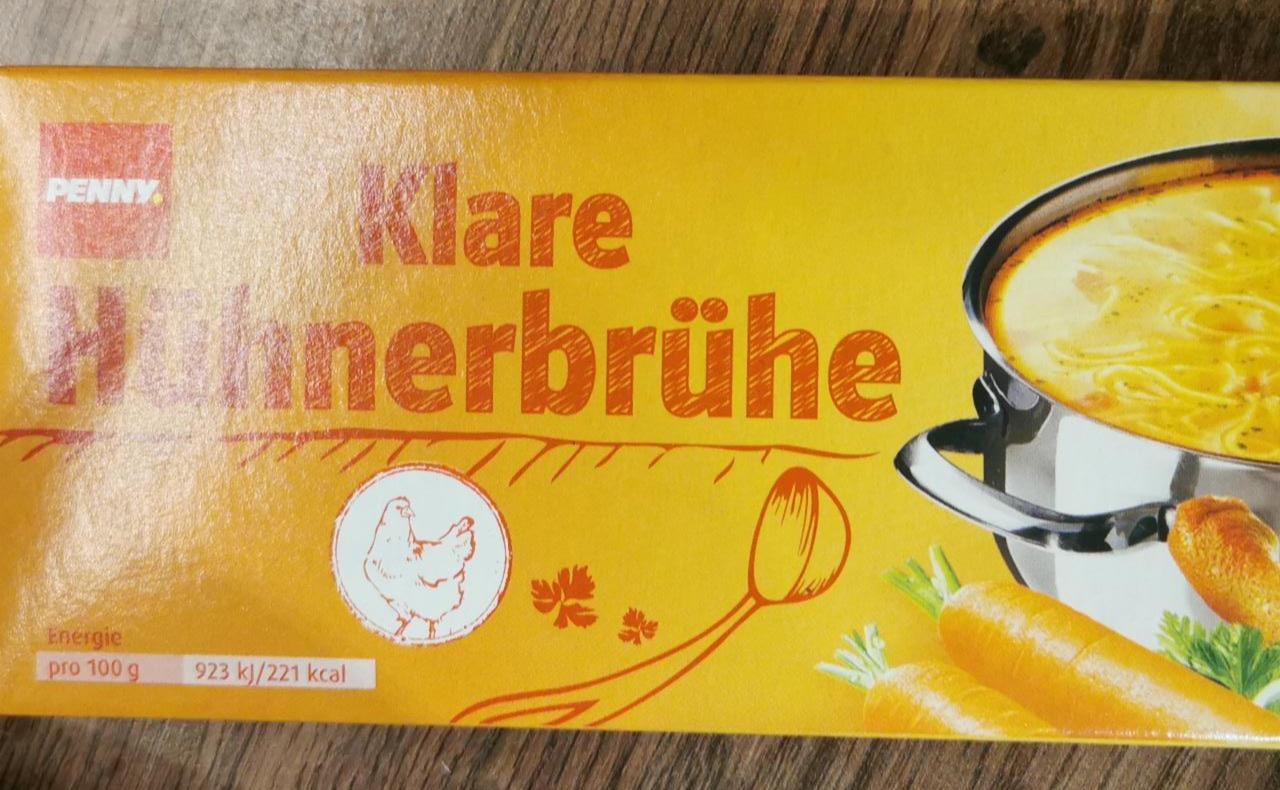 PENNY.
Klare
Hühnerbrühe
Energie
pro 100 g 923 kJ/221 kcal